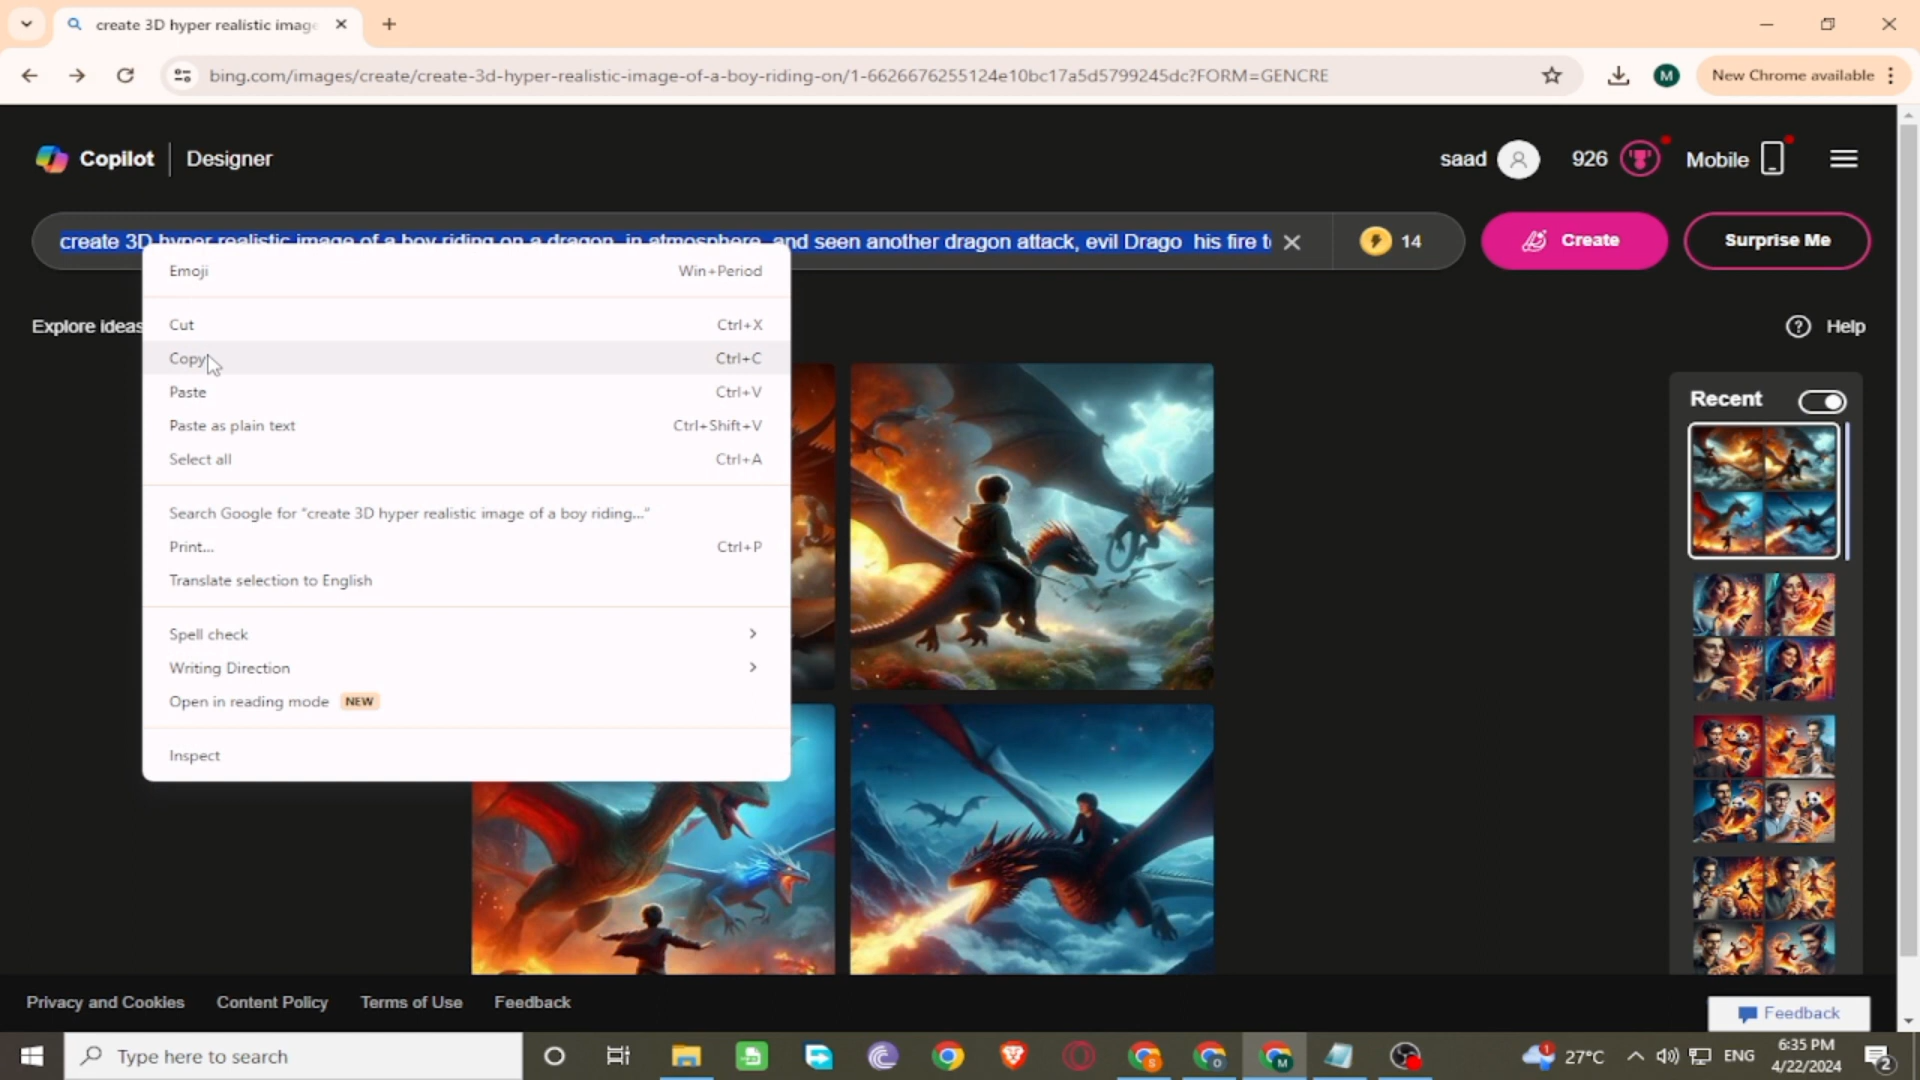 create 3D hyper realistic image
bing.com/images/create/create-3d-hyper-realistic-image-of-a-boy-riding-on/1-6626676255124e10bc17a5d5799245dc?FORM=GENCRE
M
New Chrome available
Copilot
Designer
saad
926
Mobile
create 3D hyper realistic image of a boy riding on a dragon, in atmosphere, and seen another dragon attack, evil Drago his fire t
14
Create
Surprise Me
Emoji Win+Period
Explore ideas
Help
Cut Ctrl+X
Copy Ctrl+C
Paste Ctrl+V
Paste as plain text Ctrl+Shift+V
Select all Ctrl+A
Recent
Search Google for "create 3D hyper realistic image of a boy riding..."
Print... Ctrl+P
Translate selection to English
Spell check
Writing Direction
Open in reading mode NEW
Inspect
Privacy and Cookies
Content Policy
Terms of Use
Feedback
Feedback
Type here to search
S
O
M
1
27°C
ENG
6:35 PM
4/22/2024
2